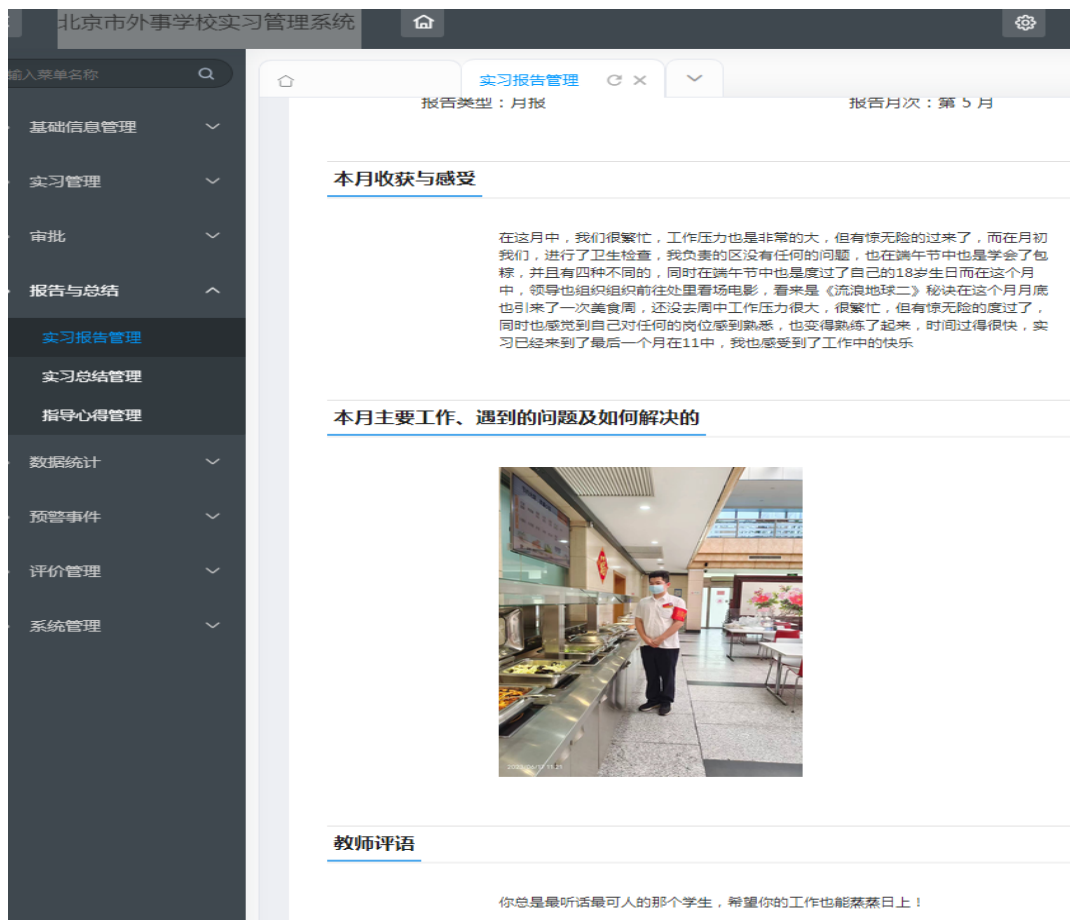 北京市外事学校实习管理系统
输入菜单名称
实习报告管理
基础信息管理
实习管理
审批
报告与总结
实习报告管理
实习总结管理
指导心得管理
数据统计
预警事件
评价管理
系统管理
报告类型：月报
报告月次：第 5 月
本月收获与感受
在这月中，我们很繁忙，工作压力也是非常的大，但有惊无险的过来了，而在月初
我们，进行了卫生检查，我负责的区没有任何的问题，也在端午节中也是学会了包
粽，并且有四种不同的，同时在端午节中也是度过了自己的18岁生日而在这个月
中，领导也组织组织前往处里看场电影，看来是《流浪地球二》秘诀在这个月月底
也引来了一次美食周，还没去周中工作压力很大，很繁忙，但有惊无险的度过了，
同时也感觉到自己对任何的岗位感到熟悉，也变得熟练了起来，时间过得很快，实
习已经来到了最后一个月在11中，我也感受到了工作中的快乐
本月主要工作、遇到的问题及如何解决的
教师评语
你总是最听话最可人的那个学生，希望你的工作也能蒸蒸日上！